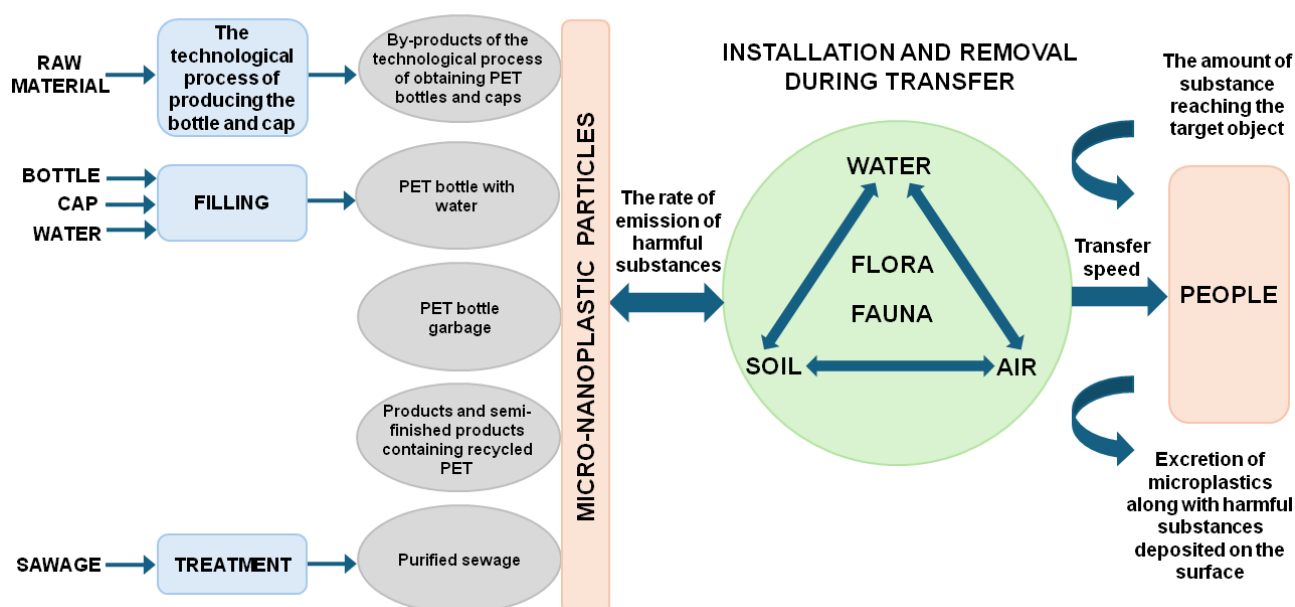 RAW
MATERIAL
The
technological
process of
producing the
bottle and cap
By-products of the
technological process
of obtaining PET
bottles and caps
BOTTLE
CAP
WATER
FILLING
PET bottle with
water
PET bottle
garbage
Products and semi-
finished products
containing recycled
PET
SAWAGE
TREATMENT
Purified sewage
MICRO-NANOPLASTIC PARTICLES
The rate of
emission of
harmful
substances
INSTALLATION AND REMOVAL
DURING TRANSFER
WATER
FLORA
FAUNA
SOIL
AIR
The amount of
substance
reaching the
target object
Transfer
speed
PEOPLE
Excretion of
microplastics
along with harmful
substances
deposited on the
surface